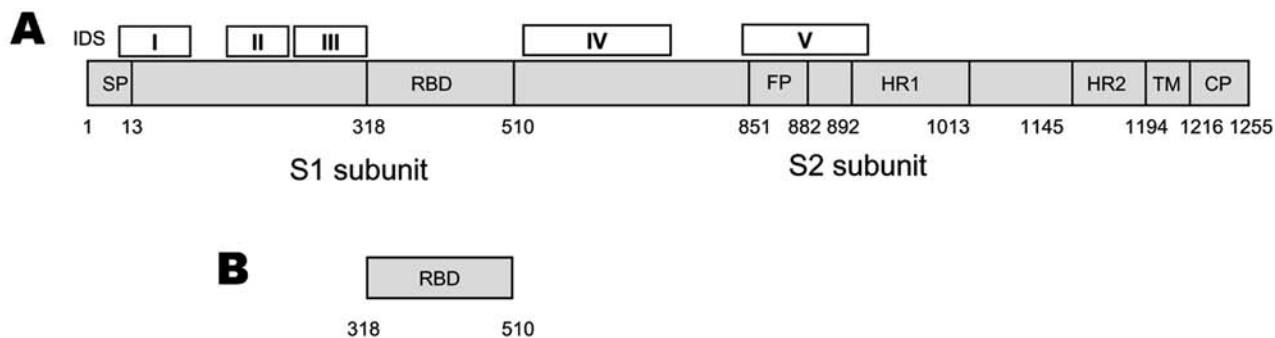 A
IDS I II III IV V
SP RBD FP HR1 HR2 TM CP
1 13 318 510 851 882 892 1013 1145 1194 1216 1255
S1 subunit S2 subunit
B
RBD
318 510